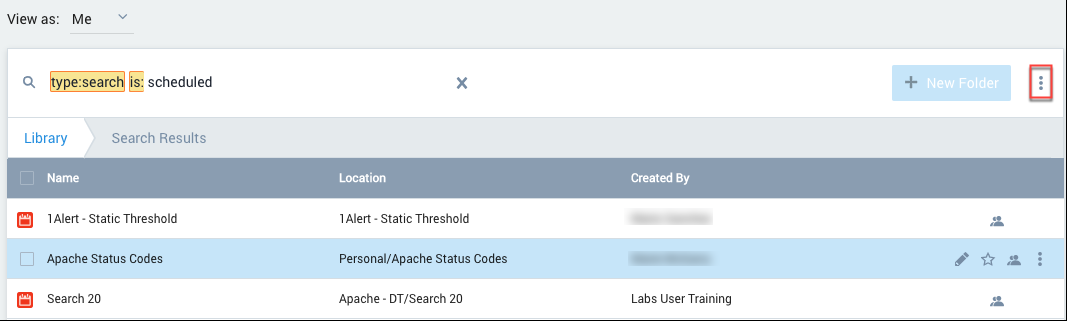 View as: Me
type:search is: scheduled
+ New Folder
Library Search Results
Name Location Created By
1Alert - Static Threshold 1Alert - Static Threshold
Apache Status Codes Personal/Apache Status Codes
Search 20 Apache - DT/Search 20 Labs User Training